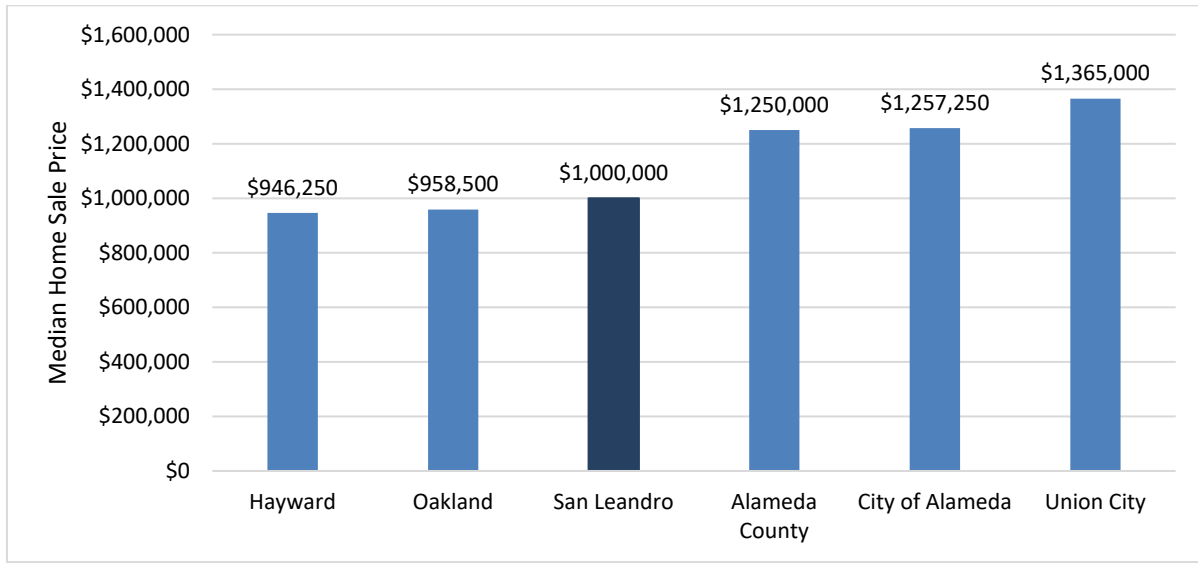 Median Home Sale Price
$1,600,000
$1,400,000
$1,200,000
$1,000,000
$800,000
$600,000
$400,000
$200,000
$0
$946,250
$958,500
$1,000,000
$1,250,000
$1,257,250
$1,365,000
Hayward
Oakland
San Leandro
Alameda
County
City of Alameda
Union City